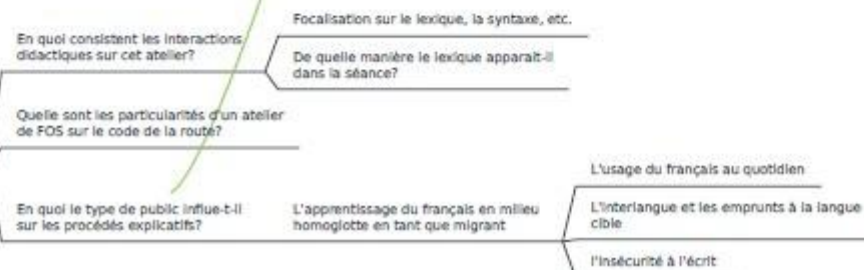 Focalisation sur le lexique, la syntaxe, etc.
En quoi consistent les interactions
didactiques sur cet atelier?
De quelle manière le lexique apparait-il
dans la séance?
Quelle sont les particularités d'un atelier
de FOS sur le code de la route?
L'usage du français au quotidien
En quoi le type de public influe-t-il
sur les procédés explicatifs?
L'apprentissage du français en milieu
homoglotte en tant que migrant
L'interlangue et les emprunts à la langue
cible
l'insécurité à l'écrit